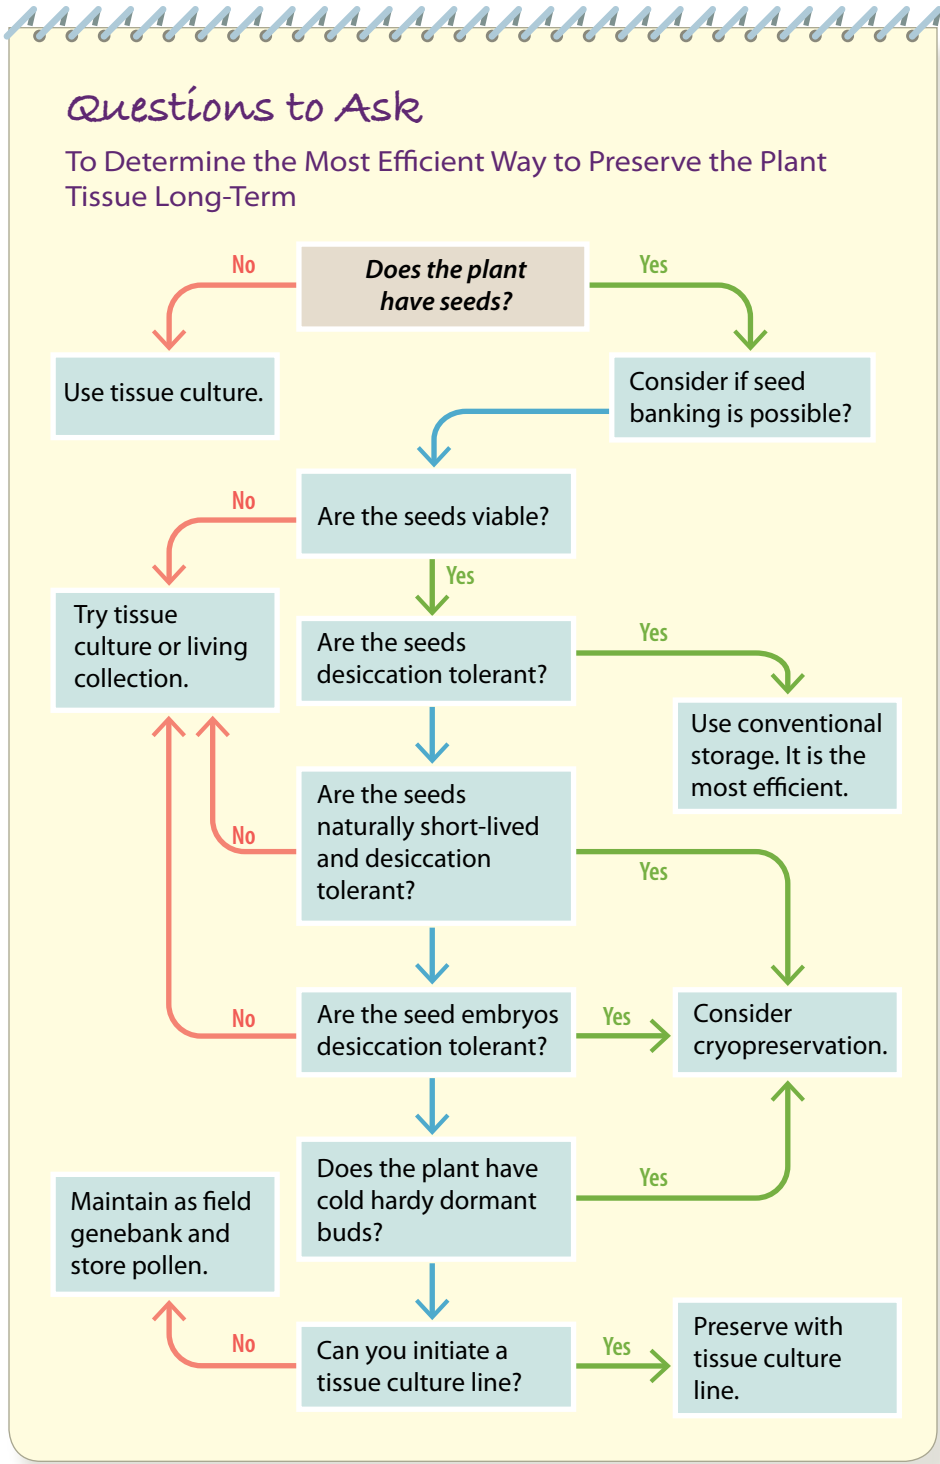 Questions to Ask
To Determine the Most Efficient Way to Preserve the Plant
Tissue Long-Term
No
Does the plant
have seeds?
Yes
Use tissue culture.
Consider if seed
banking is possible?
No
Are the seeds viable?
Yes
Try tissue
culture or living
collection.
Are the seeds
desiccation tolerant?
Yes
Use conventional
storage. It is the
most efficient.
Are the seeds
naturally short-lived
and desiccation
tolerant?
No
Yes
No
Are the seed embryos
desiccation tolerant?
Yes
Consider
cryopreservation.
Does the plant have
cold hardy dormant
buds?
Yes
Maintain as field
genebank and
store pollen.
No
Can you initiate a
tissue culture line?
Yes
Preserve with
tissue culture
line.